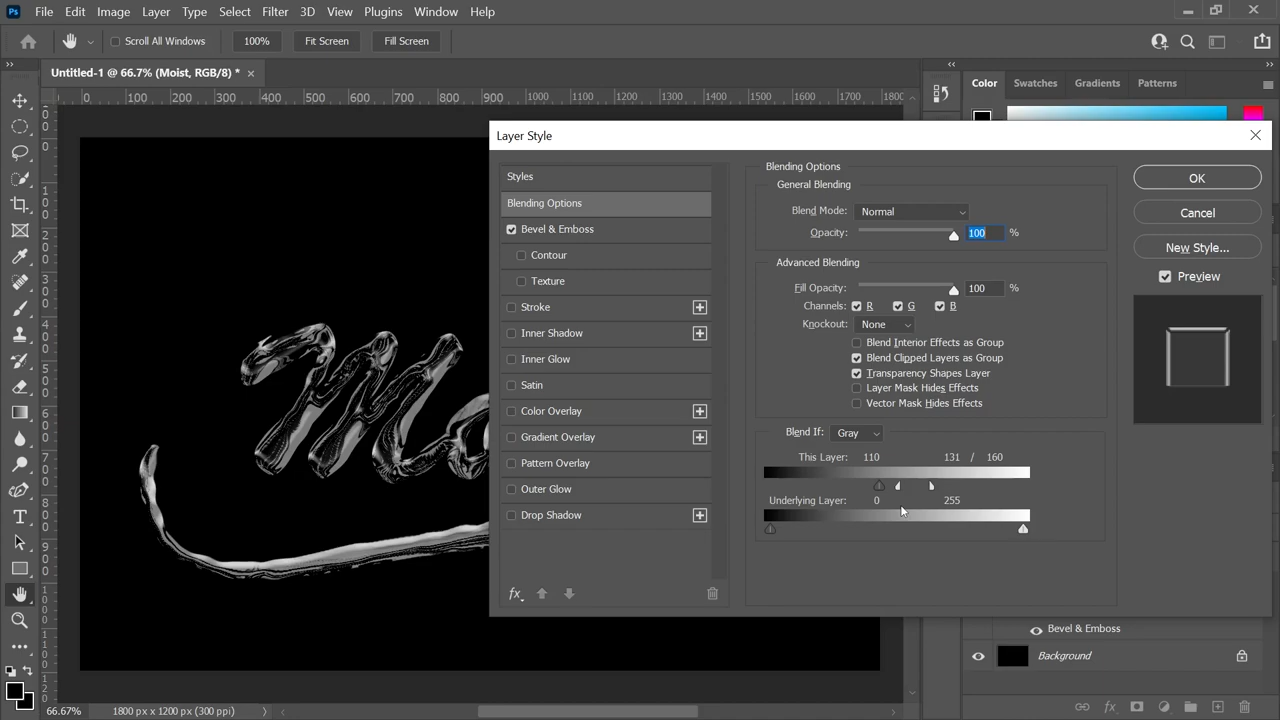 Ps File Edit Image Layer Type Select Filter 3D View Plugins Window Help
Scroll All Windows 100% Fit Screen Fill Screen
Untitled-1 @ 66.7% (Moist, RGB/8) *
0 100 200 300 400 500 600 700 800 900 1000 1100 1200 1300 1400 1500 1600 1700 1800
Color Swatches Gradients Patterns
Layer Style
Styles
Blending Options
Bevel & Emboss
Contour
Texture
Stroke
Inner Shadow
Inner Glow
Satin
Color Overlay
Gradient Overlay
Pattern Overlay
Outer Glow
Drop Shadow
fx
Blending Options
General Blending
Blend Mode: Normal
Opacity: 100 %
Advanced Blending
Fill Opacity: 100 %
Channels: R G B
Knockout: None
Blend Interior Effects as Group
Blend Clipped Layers as Group
Transparency Shapes Layer
Layer Mask Hides Effects
Vector Mask Hides Effects
Blend If: Gray
This Layer: 110 131 / 160
Underlying Layer: 0 255
OK
Cancel
New Style...
Preview
Bevel & Emboss
Background
fx
66.67% 1800 px x 1200 px (300 ppi)